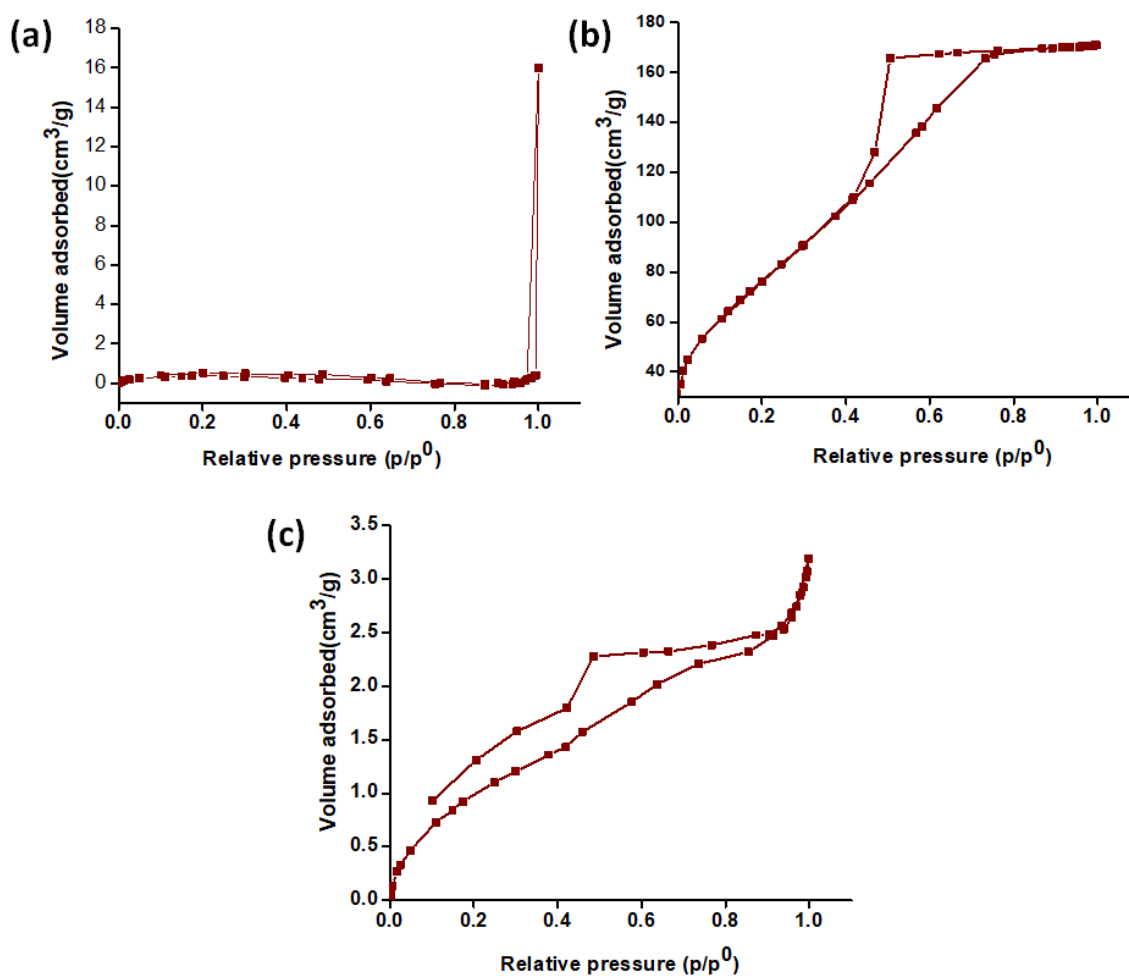 (a)
18
16
14
12
10
8
6
4
2
0
Volume adsorbed(cm³/g)
0.0 0.2 0.4 0.6 0.8 1.0
Relative pressure (p/p⁰)
(b)
180
160
140
120
100
80
60
40
Volume adsorbed(cm³/g)
0.0 0.2 0.4 0.6 0.8 1.0
Relative pressure (p/p⁰)
(c)
3.5
3.0
2.5
2.0
1.5
1.0
0.5
0.0
Volume adsorbed(cm³/g)
0.0 0.2 0.4 0.6 0.8 1.0
Relative pressure (p/p⁰)